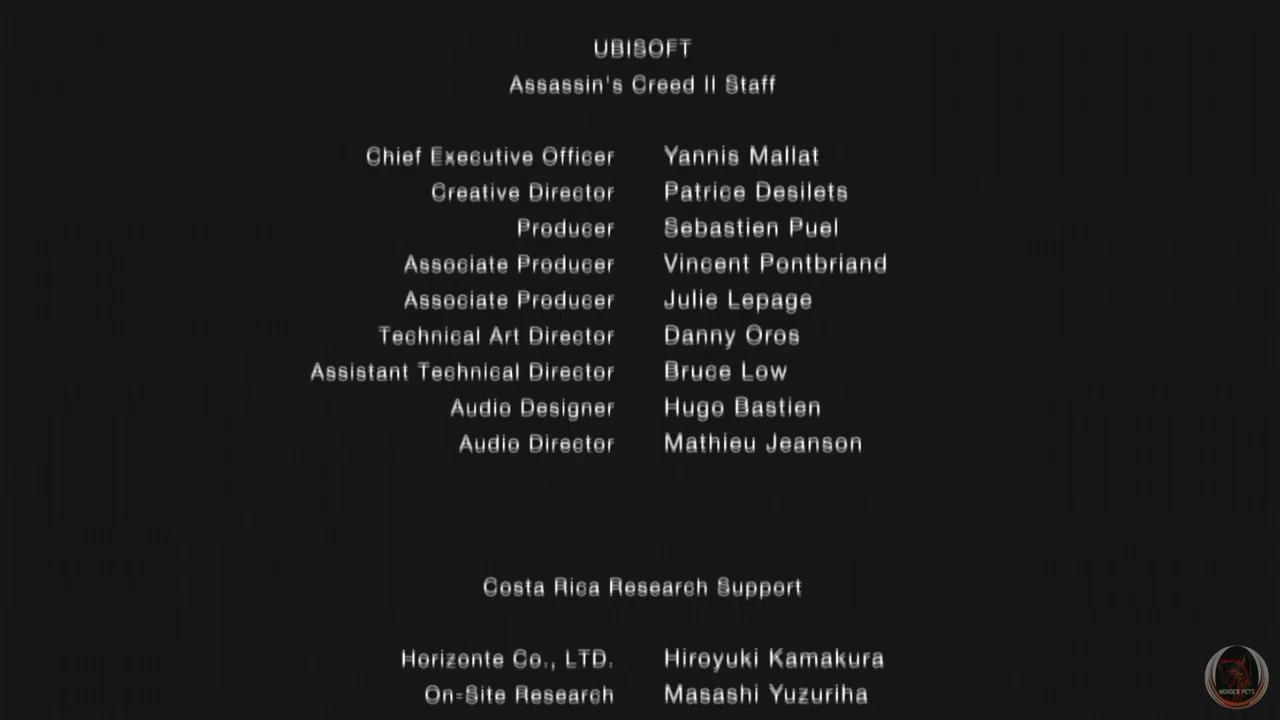 UBISOFT
Assassin's Creed II Staff
Chief Executive Officer Yannis Mallat
Creative Director Patrice Desilets
Producer Sebastien Puel
Associate Producer Vincent Pontbriand
Associate Producer Julie Lepage
Technical Art Director Danny Oros
Assistant Technical Director Bruce Low
Audio Designer Hugo Bastien
Audio Director Mathieu Jeanson
Costa Rica Research Support
Horizonte Co., LTD. Hiroyuki Kamakura
On-Site Research Masashi Yuzuriha
WONDER PETS